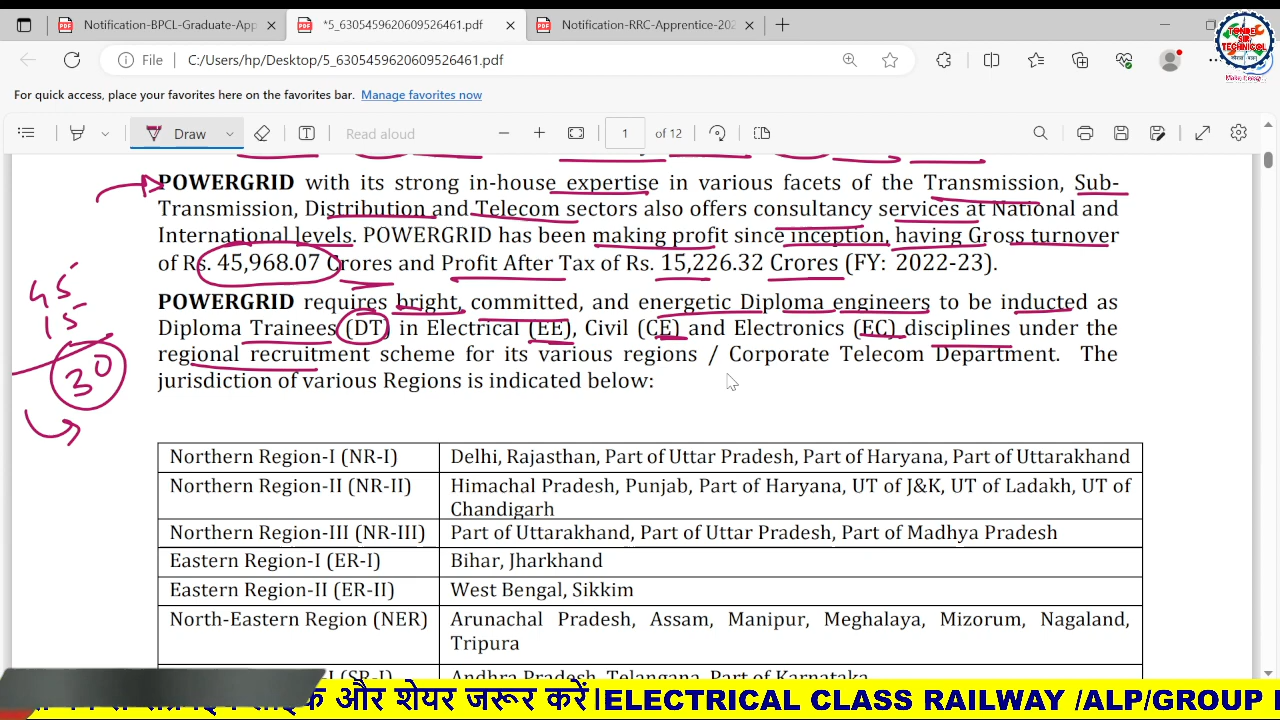 Notification-BPCL-Graduate-App
*5_6305459620609526461.pdf
Notification-RRC-Apprentice-202
File
C:/Users/hp/Desktop/5_6305459620609526461.pdf
TONDE SIR TECHNICAL
For quick access, place your favorites here on the favorites bar. Manage favorites now
Draw
Read aloud
1 of 12
POWERGRID with its strong in-house expertise in various facets of the Transmission, Sub-
Transmission, Distribution and Telecom sectors also offers consultancy services at National and
International levels. POWERGRID has been making profit since inception, having Gross turnover
of Rs. 45,968.07 Crores and Profit After Tax of Rs. 15,226.32 Crores (FY: 2022-23).
45
15
30
POWERGRID requires bright, committed, and energetic Diploma engineers to be inducted as
Diploma Trainees (DT) in Electrical (EE), Civil (CE) and Electronics (EC) disciplines under the
regional recruitment scheme for its various regions / Corporate Telecom Department. The
jurisdiction of various Regions is indicated below:
Northern Region-I (NR-I) Delhi, Rajasthan, Part of Uttar Pradesh, Part of Haryana, Part of Uttarakhand
Northern Region-II (NR-II) Himachal Pradesh, Punjab, Part of Haryana, UT of J&K, UT of Ladakh, UT of
Chandigarh
Northern Region-III (NR-III) Part of Uttarakhand, Part of Uttar Pradesh, Part of Madhya Pradesh
Eastern Region-I (ER-I) Bihar, Jharkhand
Eastern Region-II (ER-II) West Bengal, Sikkim
North-Eastern Region (NER) Arunachal Pradesh, Assam, Manipur, Meghalaya, Mizorum, Nagaland,
Tripura
(SR-I) Andhra Pradesh, Telangana, Part of Karnataka
और शेयर जरूर करें।ELECTRICAL CLASS RAILWAY /ALP/GROUP